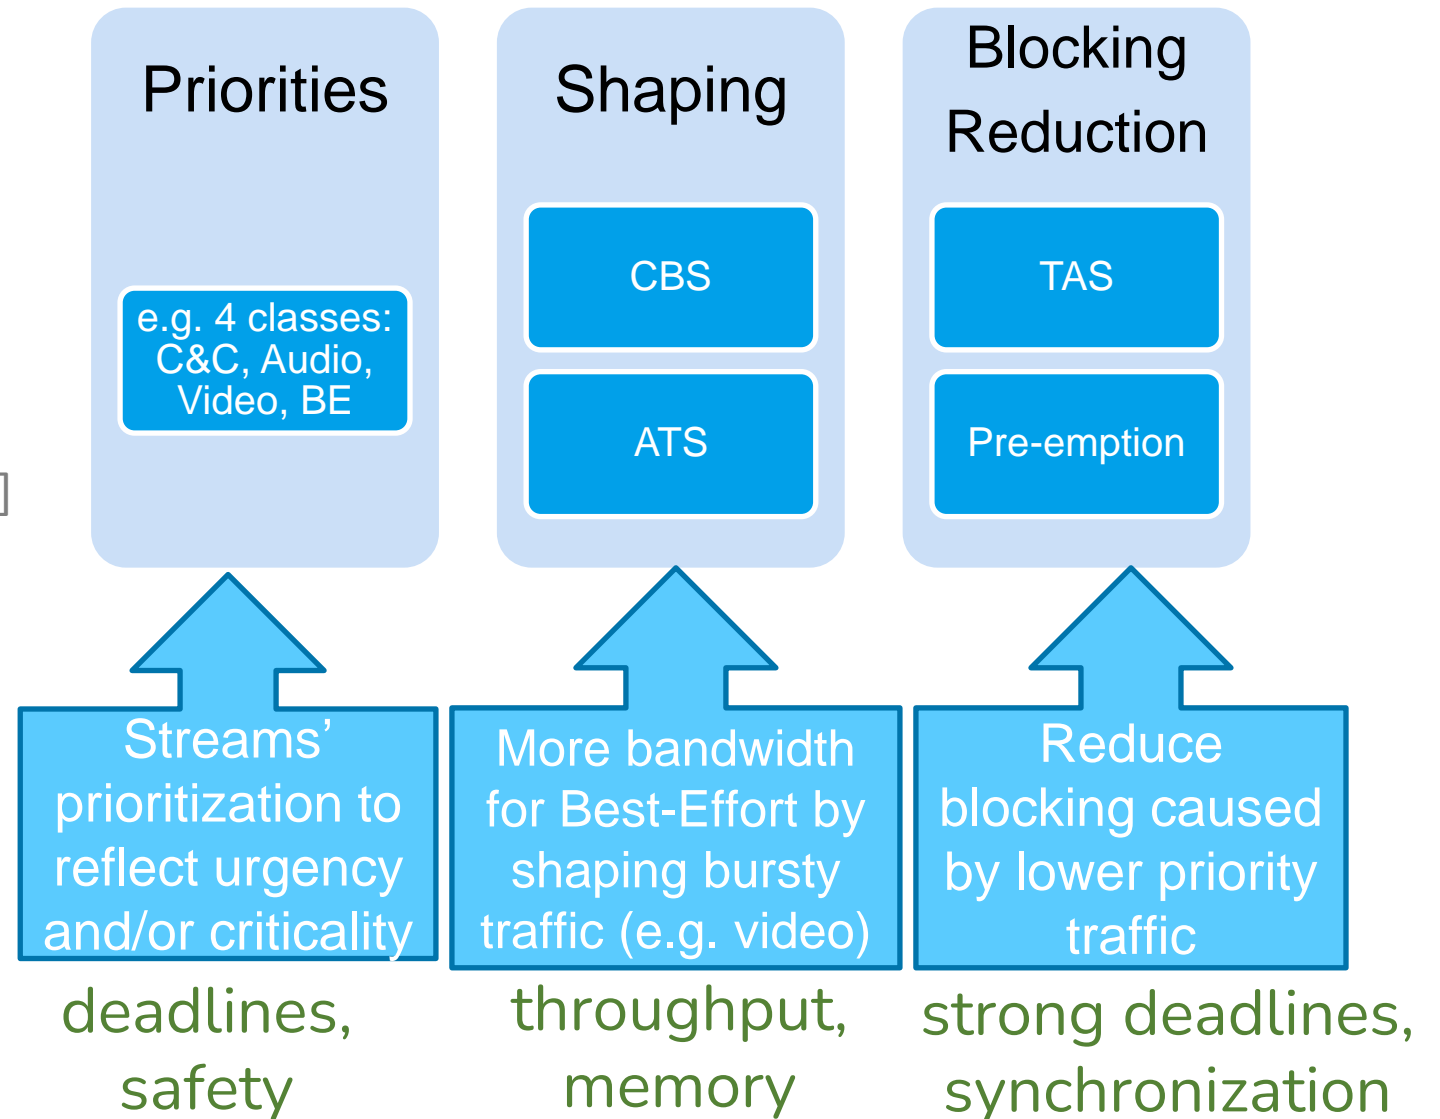 Priorities
e.g. 4 classes:
C&C, Audio,
Video, BE
Shaping
CBS
ATS
Blocking
Reduction
TAS
Pre-emption
]
Streams’
prioritization to
reflect urgency
and/or criticality
More bandwidth
for Best-Effort by
shaping bursty
traffic (e.g. video)
Reduce
blocking caused
by lower priority
traffic
deadlines,
safety
throughput,
memory
strong deadlines,
synchronization